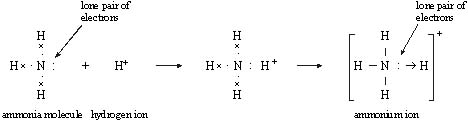 lone pair of
electrons
lone pair of
electrons
H
H
H
+
H × · N : + H⁺ → H × · N : H⁺ → H – N : → H
H
H
H
ammonia molecule hydrogen ion
ammonium ion